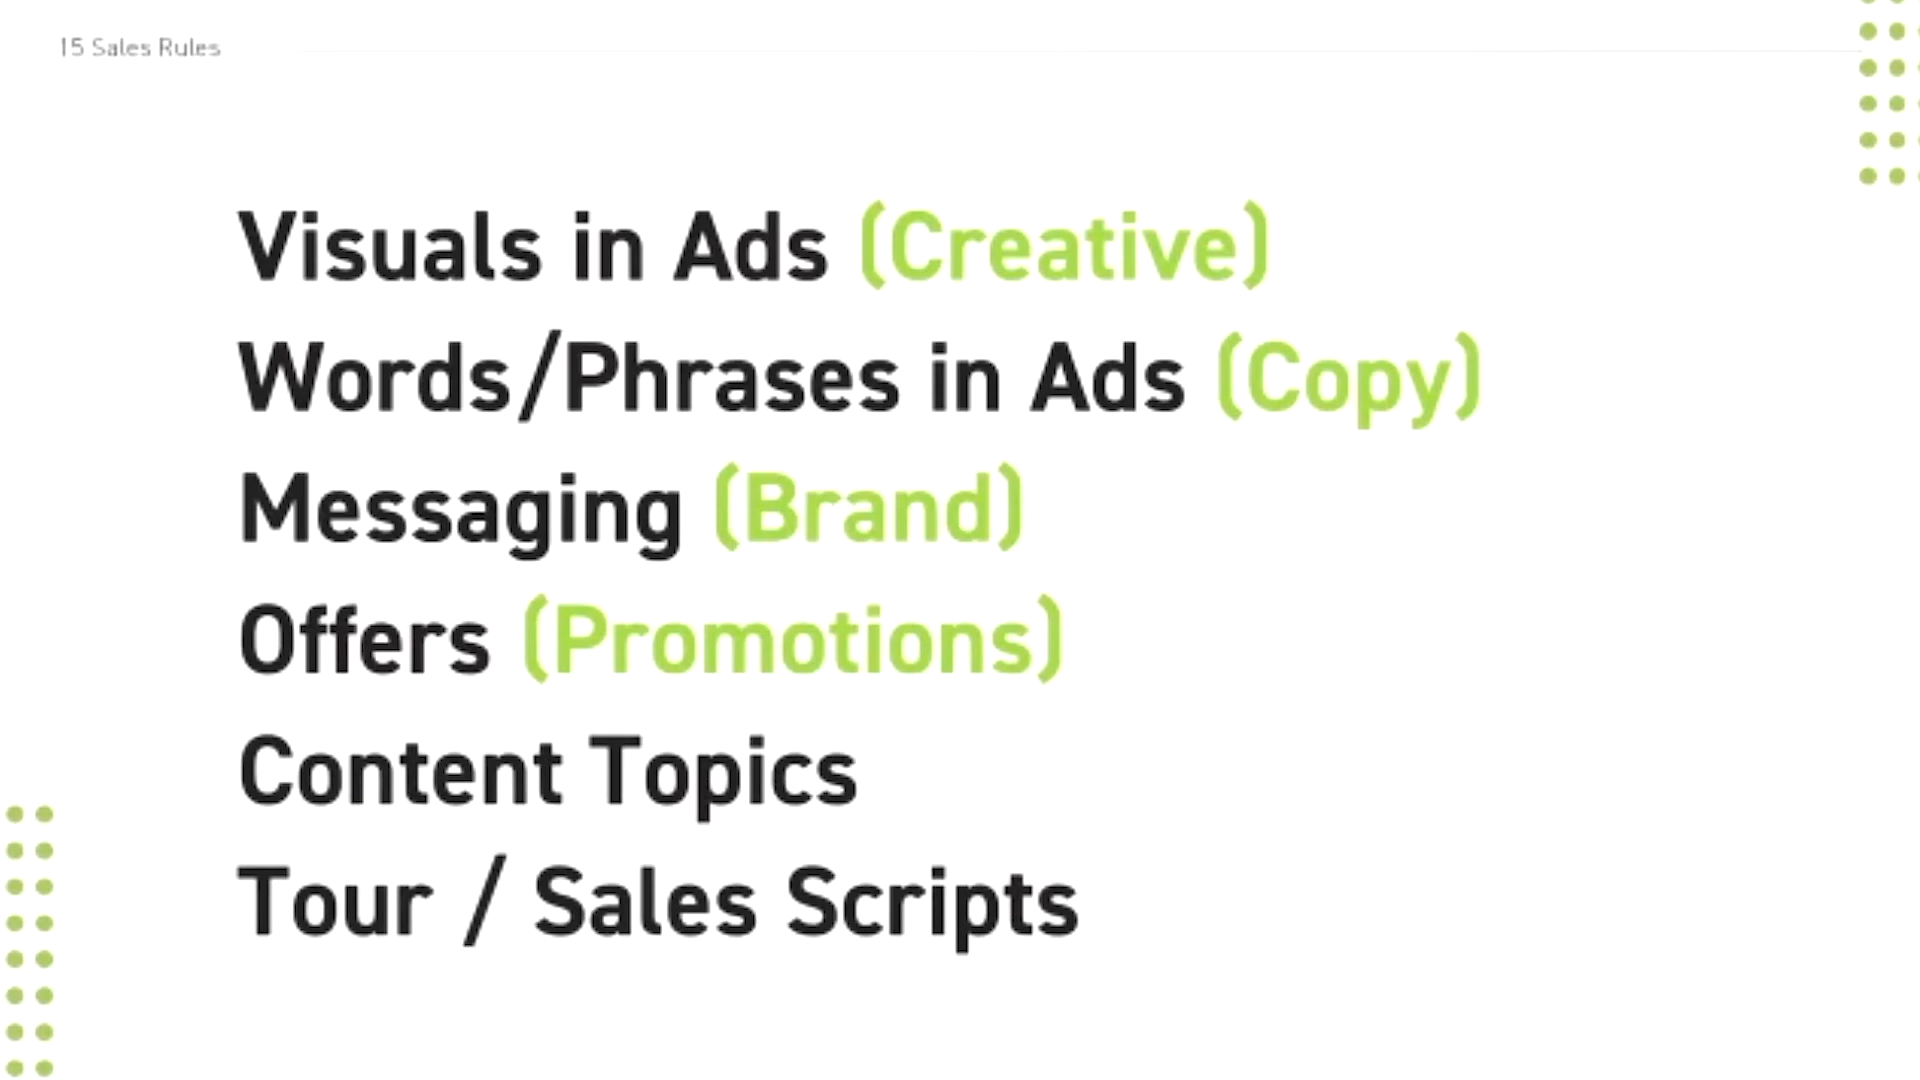 15 Sales Rules
Visuals in Ads (Creative)
Words/Phrases in Ads (Copy)
Messaging (Brand)
Offers (Promotions)
Content Topics
Tour / Sales Scripts